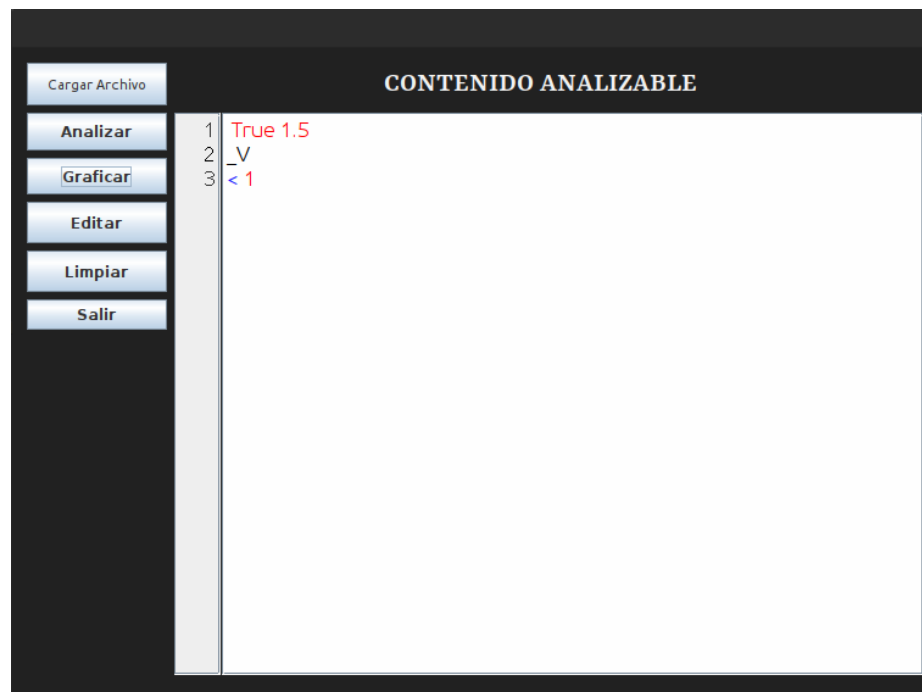 CONTENIDO ANALIZABLE
Cargar Archivo
Analizar
Graficar
Editar
Limpiar
Salir
1 True 1.5
2 _V
3 < 1